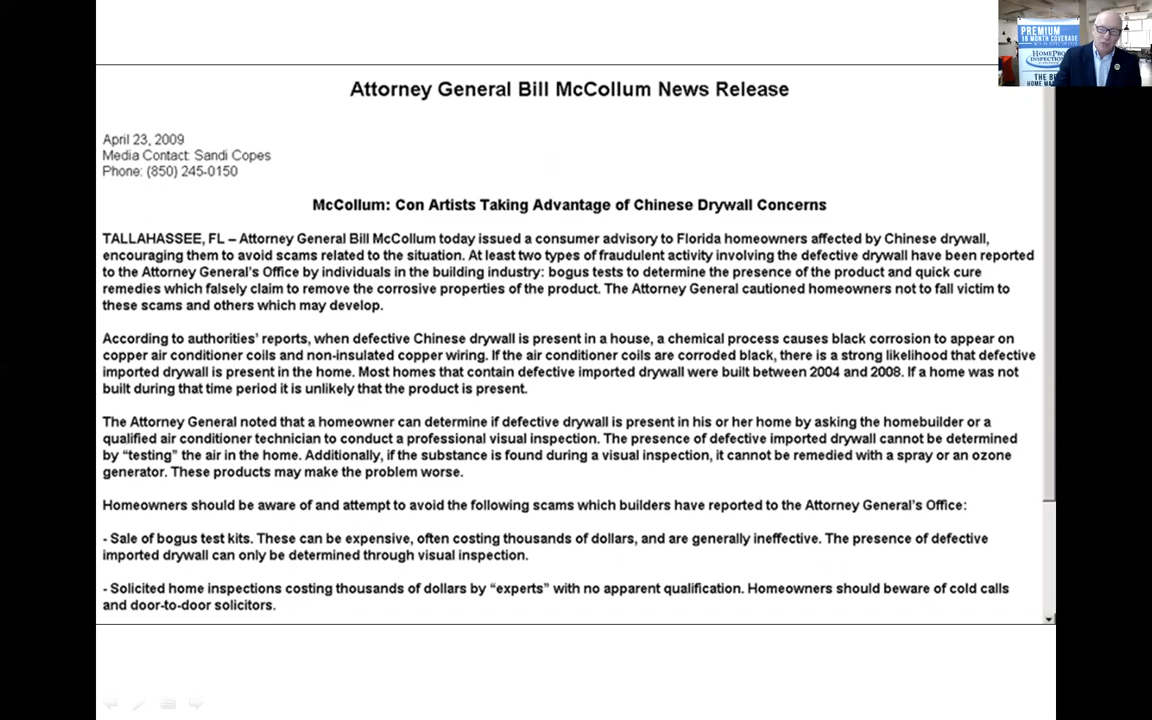 PREMIUM
18 MONTH COVERAGE
HOMEPRO
INSPECTION
THE BE
HOME WA
Attorney General Bill McCollum News Release
April 23, 2009
Media Contact: Sandi Copes
Phone: (850) 245-0150
McCollum: Con Artists Taking Advantage of Chinese Drywall Concerns
TALLAHASSEE, FL – Attorney General Bill McCollum today issued a consumer advisory to Florida homeowners affected by Chinese drywall,
encouraging them to avoid scams related to the situation. At least two types of fraudulent activity involving the defective drywall have been reported
to the Attorney General's Office by individuals in the building industry: bogus tests to determine the presence of the product and quick cure
remedies which falsely claim to remove the corrosive properties of the product. The Attorney General cautioned homeowners not to fall victim to
these scams and others which may develop.
According to authorities' reports, when defective Chinese drywall is present in a house, a chemical process causes black corrosion to appear on
copper air conditioner coils and non-insulated copper wiring. If the air conditioner coils are corroded black, there is a strong likelihood that defective
imported drywall is present in the home. Most homes that contain defective imported drywall were built between 2004 and 2008. If a home was not
built during that time period it is unlikely that the product is present.
The Attorney General noted that a homeowner can determine if defective drywall is present in his or her home by asking the homebuilder or a
qualified air conditioner technician to conduct a professional visual inspection. The presence of defective imported drywall cannot be determined
by “testing” the air in the home. Additionally, if the substance is found during a visual inspection, it cannot be remedied with a spray or an ozone
generator. These products may make the problem worse.
Homeowners should be aware of and attempt to avoid the following scams which builders have reported to the Attorney General's Office:
- Sale of bogus test kits. These can be expensive, often costing thousands of dollars, and are generally ineffective. The presence of defective
imported drywall can only be determined through visual inspection.
- Solicited home inspections costing thousands of dollars by “experts” with no apparent qualification. Homeowners should beware of cold calls
and door-to-door solicitors.